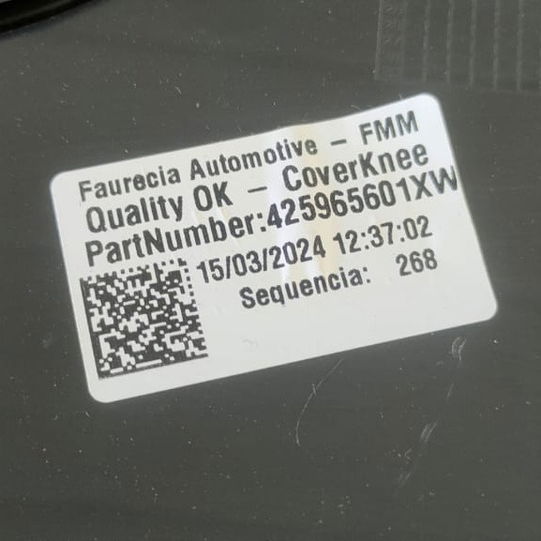 Faurecia Automotive - FMM
Quality OK - CoverKnee
PartNumber:425965601XW
15/03/2024 12:37:02
Sequencia: 268